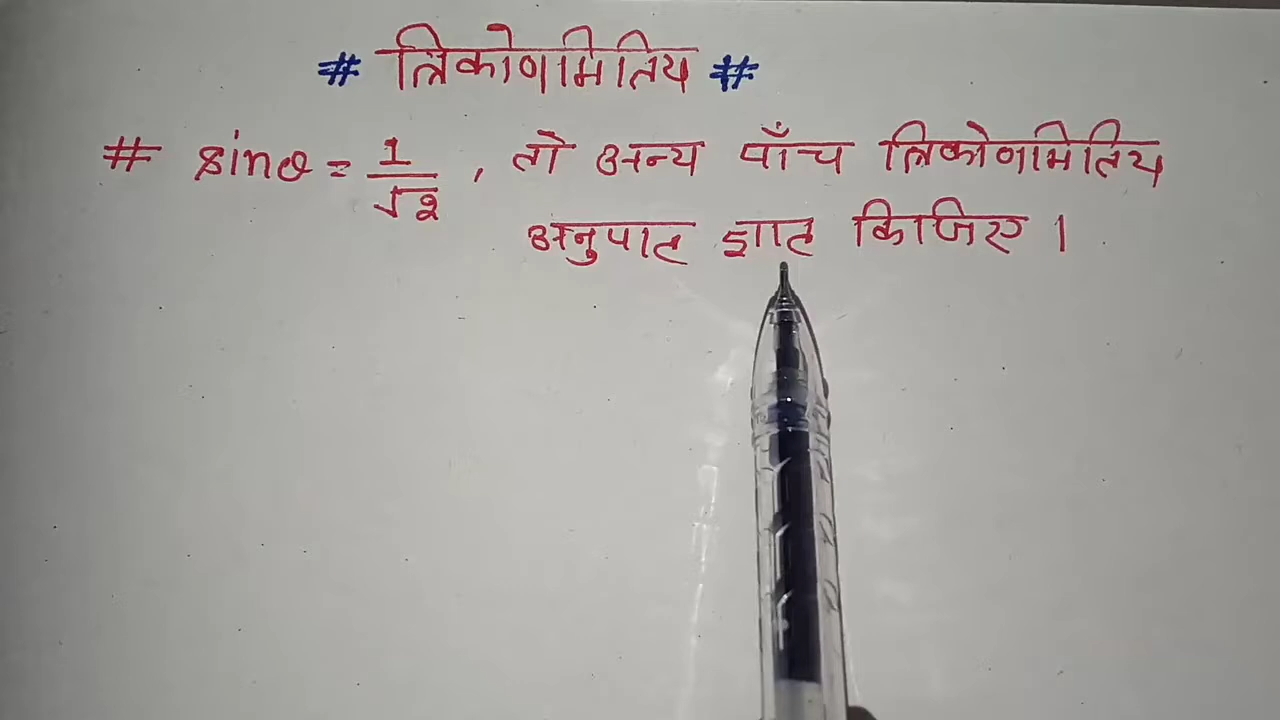 # त्रिकोणमितिय #
# sinθ = 1/√2, तो अन्य पाँच त्रिकोणमितिय
अनुपात ज्ञात किजिए।